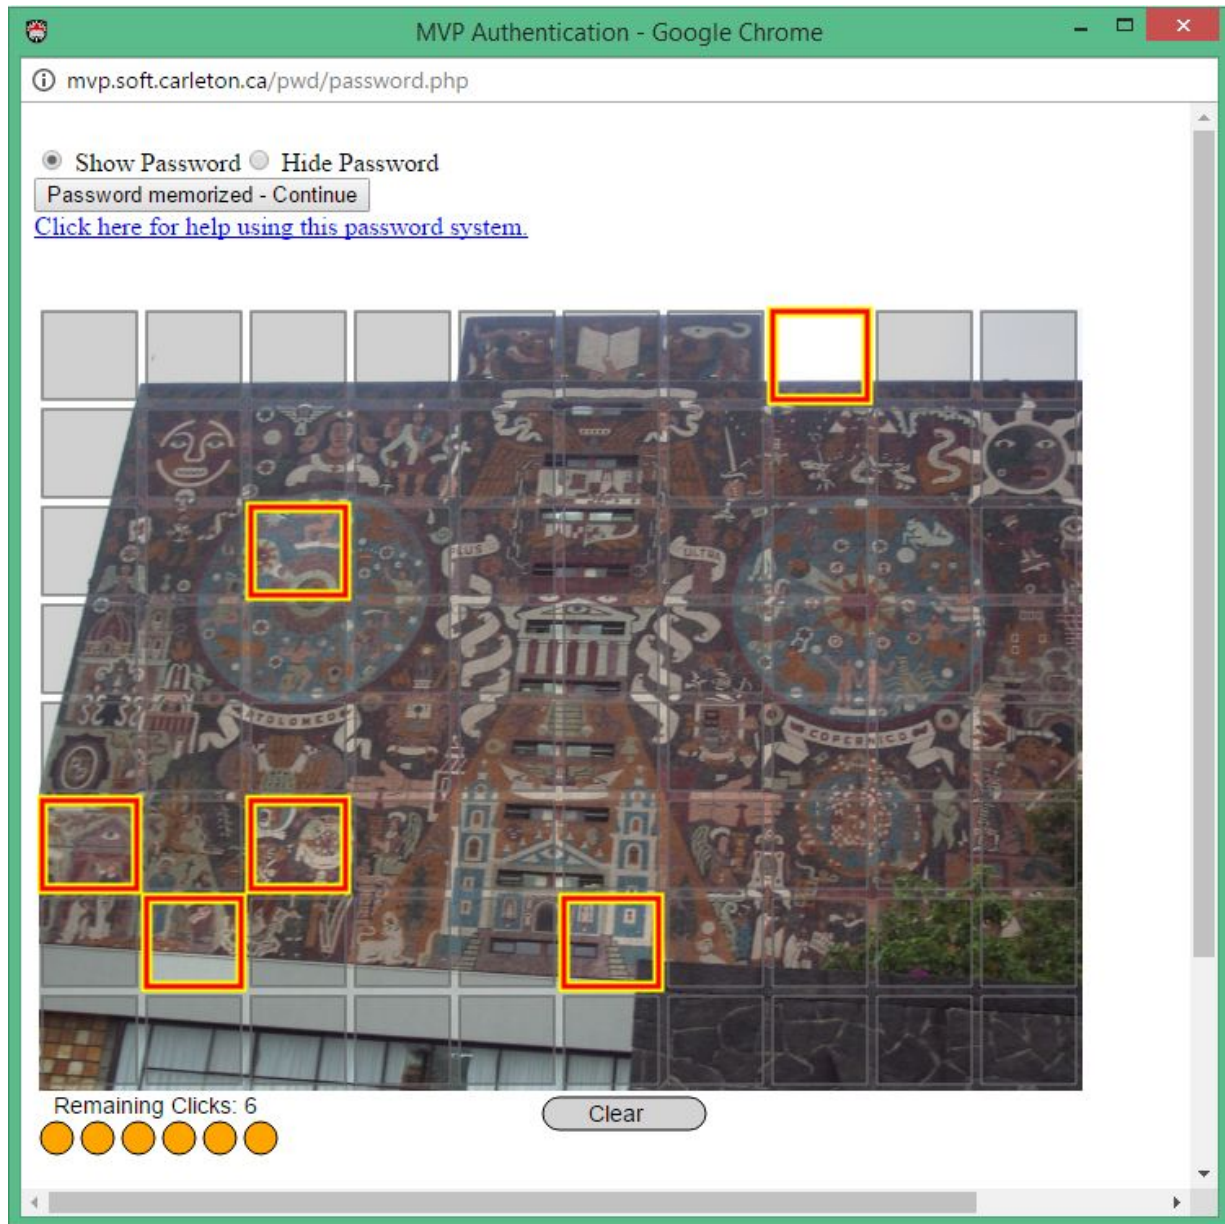 MVP Authentication - Google Chrome
mvp.soft.carleton.ca/pwd/password.php
Show Password Hide Password
Password memorized - Continue
Click here for help using this password system.
PLUS ULTRA
PTOLOMEO
COPERNICO
Remaining Clicks: 6
Clear